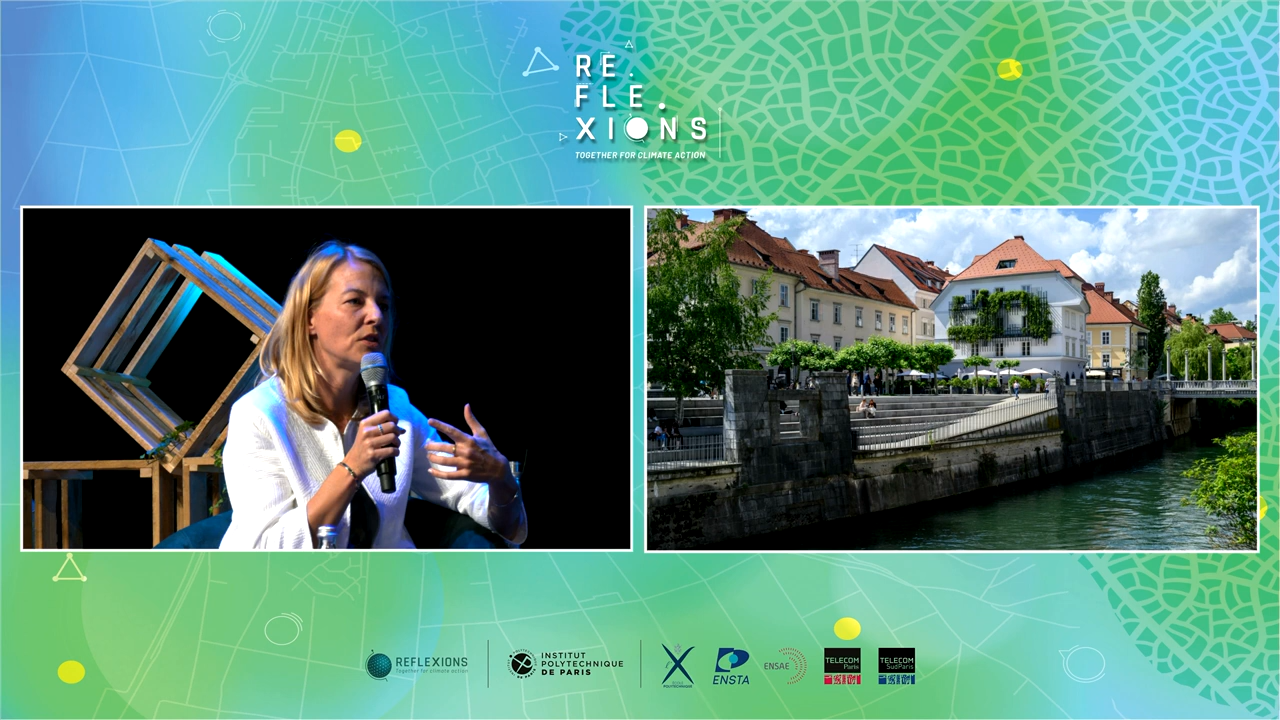 RE.
FLE.
XIONS
TOGETHER FOR CLIMATE ACTION
REFLEXIONS
Together for climate action
INSTITUT
POLYTECHNIQUE
DE PARIS
ENSTA
ENSAE
TELECOM
Paris
TELECOM
SudParis